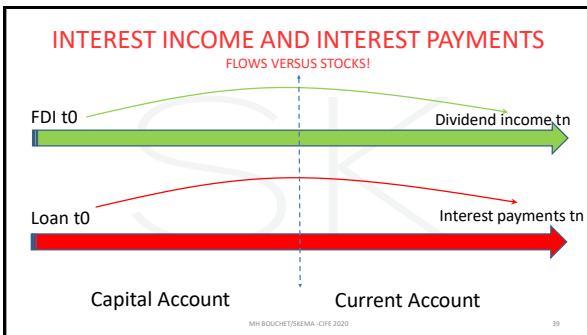 INTEREST INCOME AND INTEREST PAYMENTS
FLOWS VERSUS STOCKS!
FDI t0
Dividend income tn
Loan t0
Interest payments tn
Capital Account
Current Account
MH BOUCHET/SKEMA -CIFE 2020
39
SK